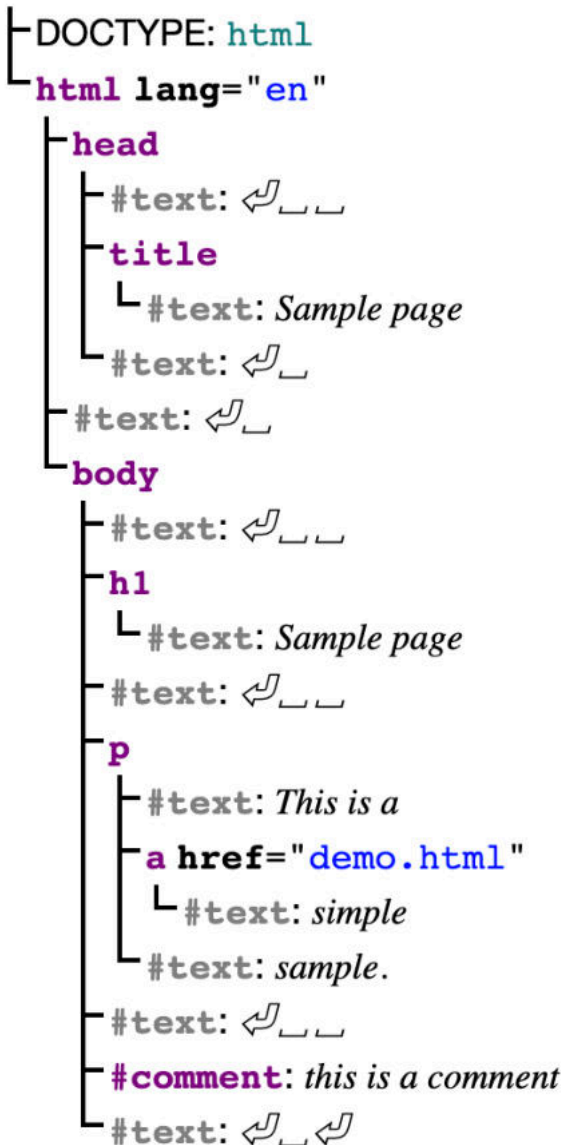 DOCTYPE: html
html lang="en"
head
#text: ⏎␣␣
title
#text: Sample page
#text: ⏎␣
#text: ⏎␣
body
#text: ⏎␣␣
h1
#text: Sample page
#text: ⏎␣␣
p
#text: This is a
a href="demo.html"
#text: simple
#text: sample.
#text: ⏎␣␣
#comment: this is a comment
#text: ⏎␣⏎